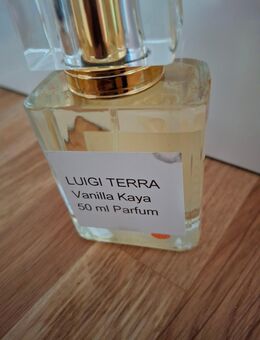 LUIGI TERRA
Vanilla Kaya
50 ml Parfum